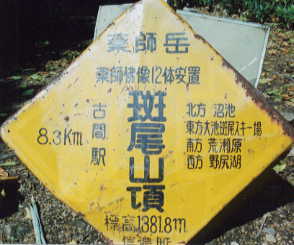 薬師岳
薬師佛像12体安置
斑尾山頂
古間駅
8.3Km
北方 沼池
東方大池斑尾スキー場
南方 荒瀬原
西方 野尻湖
標高1381.8m